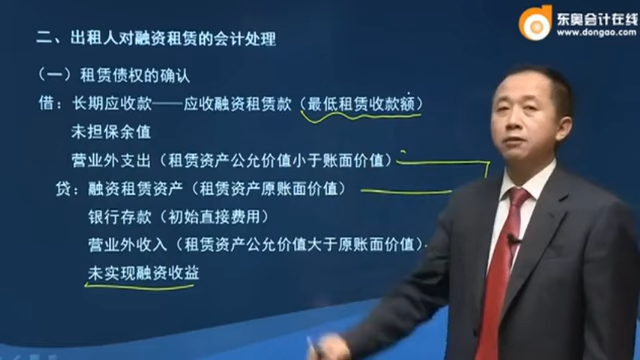 东奥会计在线
www.dongao.com
二、出租人对融资租赁的会计处理
（一）租赁债权的确认
借：长期应收款——应收融资租赁款（最低租赁收款额）
未担保余值
营业外支出（租赁资产公允价值小于账面价值）
贷：融资租赁资产（租赁资产原账面价值）
银行存款（初始直接费用）
营业外收入（租赁资产公允价值大于原账面价值）
未实现融资收益